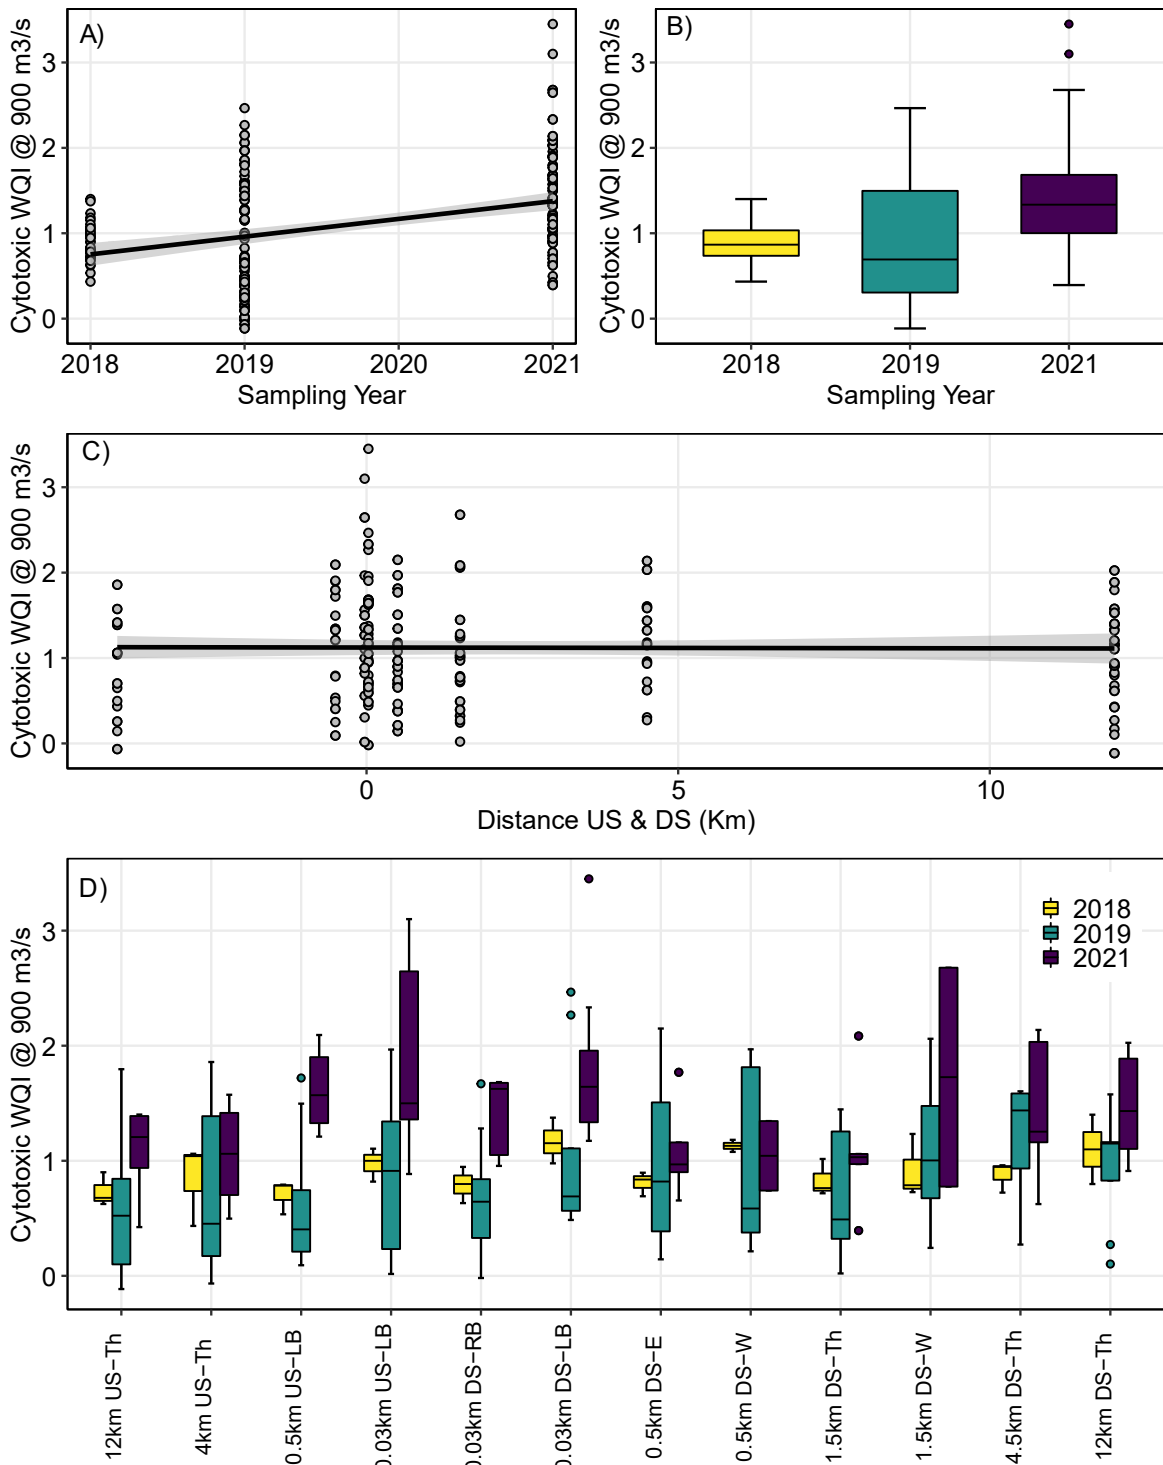 A)
Cytotoxic WQI @ 900 m3/s
3
2
1
0
2018 2019 2020 2021
Sampling Year
B)
Cytotoxic WQI @ 900 m3/s
3
2
1
0
2018 2019 2021
Sampling Year
C)
Cytotoxic WQI @ 900 m3/s
3
2
1
0
0 5 10
Distance US & DS (Km)
D)
Cytotoxic WQI @ 900 m3/s
3
2
1
0
2018
2019
2021
12km US−Th
4km US−Th
0.5km US−LB
0.03km US−LB
0.03km DS−RB
0.03km DS−LB
0.5km DS−E
0.5km DS−W
1.5km DS−Th
1.5km DS−W
4.5km DS−Th
12km DS−Th